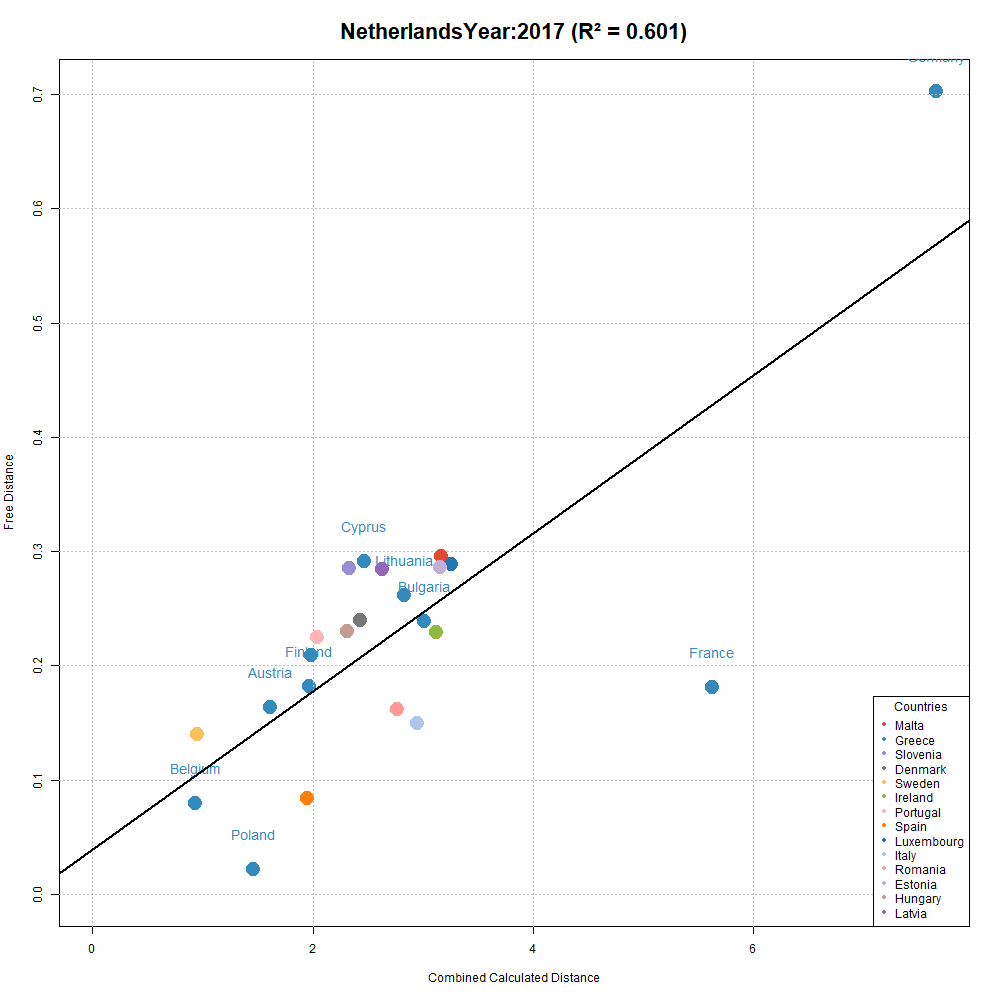 NetherlandsYear:2017 (R² = 0.601)
Germany
0.7
0.6
0.5
0.4
0.3
0.2
0.1
0.0
Free Distance
Cyprus
Lithuania
Bulgaria
Finland
Austria
France
Belgium
Poland
Countries
Malta
Greece
Slovenia
Denmark
Sweden
Ireland
Portugal
Spain
Luxembourg
Italy
Romania
Estonia
Hungary
Latvia
0 2 4 6
Combined Calculated Distance